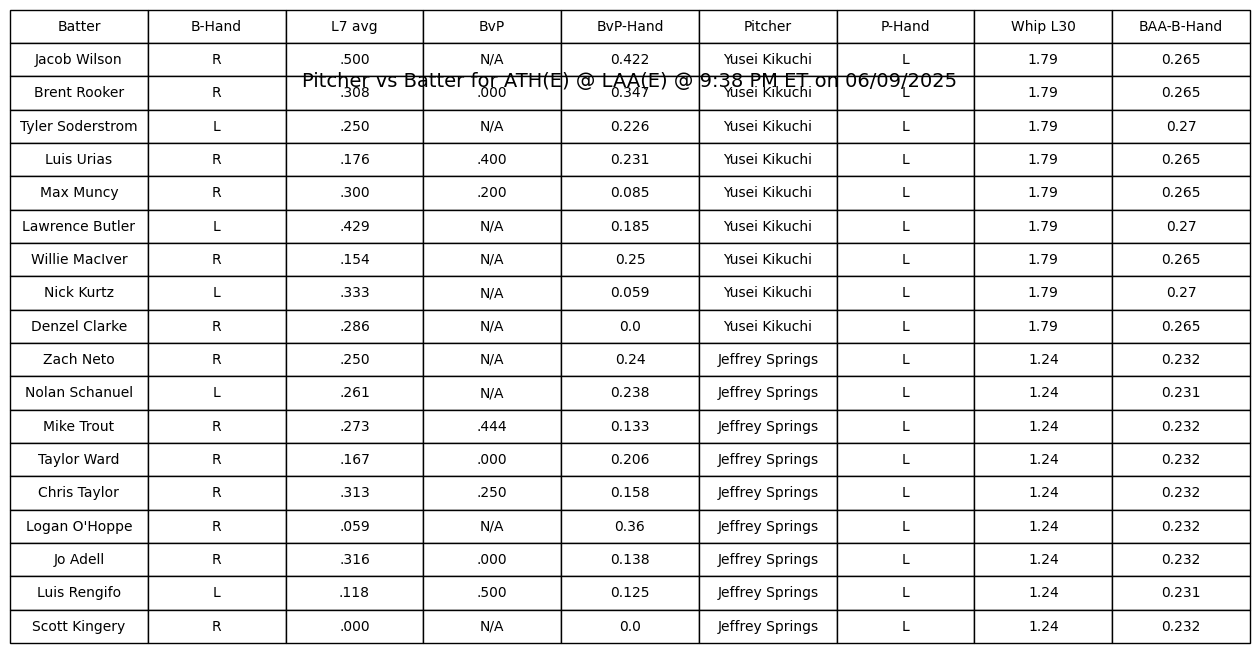 Batter B-Hand L7 avg BvP BvP-Hand Pitcher P-Hand Whip L30 BAA-B-Hand
Jacob Wilson R .500 N/A 0.422 Yusei Kikuchi L 1.79 0.265
Pitcher vs Batter for ATH(E) @ LAA(E) @ 9:38 PM ET on 06/09/2025
Brent Rooker R .308 .000 0.347 Yusei Kikuchi L 1.79 0.265
Tyler Soderstrom L .250 N/A 0.226 Yusei Kikuchi L 1.79 0.27
Luis Urias R .176 .400 0.231 Yusei Kikuchi L 1.79 0.265
Max Muncy R .300 .200 0.085 Yusei Kikuchi L 1.79 0.265
Lawrence Butler L .429 N/A 0.185 Yusei Kikuchi L 1.79 0.27
Willie MacIver R .154 N/A 0.25 Yusei Kikuchi L 1.79 0.265
Nick Kurtz L .333 N/A 0.059 Yusei Kikuchi L 1.79 0.27
Denzel Clarke R .286 N/A 0.0 Yusei Kikuchi L 1.79 0.265
Zach Neto R .250 N/A 0.24 Jeffrey Springs L 1.24 0.232
Nolan Schanuel L .261 N/A 0.238 Jeffrey Springs L 1.24 0.231
Mike Trout R .273 .444 0.133 Jeffrey Springs L 1.24 0.232
Taylor Ward R .167 .000 0.206 Jeffrey Springs L 1.24 0.232
Chris Taylor R .313 .250 0.158 Jeffrey Springs L 1.24 0.232
Logan O'Hoppe R .059 N/A 0.36 Jeffrey Springs L 1.24 0.232
Jo Adell R .316 .000 0.138 Jeffrey Springs L 1.24 0.232
Luis Rengifo L .118 .500 0.125 Jeffrey Springs L 1.24 0.231
Scott Kingery R .000 N/A 0.0 Jeffrey Springs L 1.24 0.232